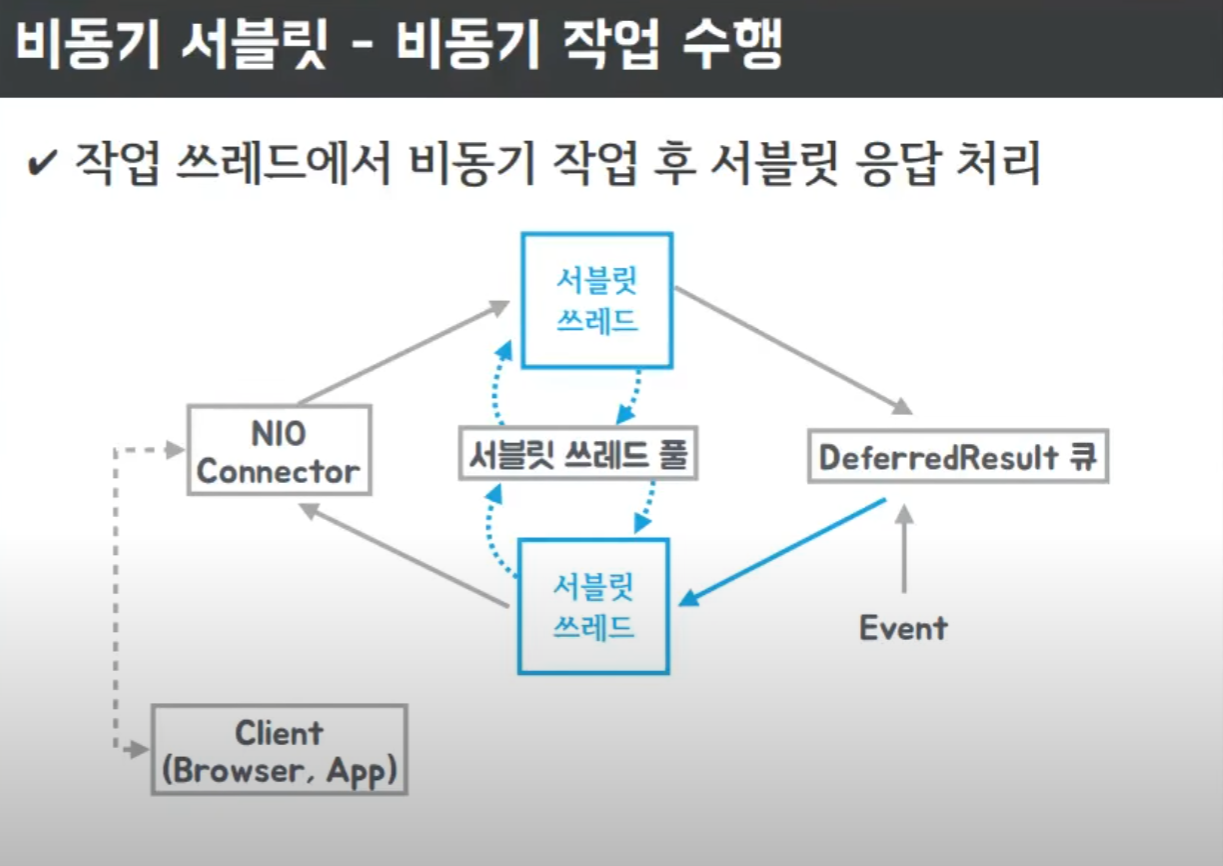 비동기 서블릿 - 비동기 작업 수행
✔ 작업 쓰레드에서 비동기 작업 후 서블릿 응답 처리
서블릿
쓰레드
NIO
Connector
서블릿 쓰레드 풀
DeferredResult 큐
서블릿
쓰레드
Event
Client
(Browser, App)